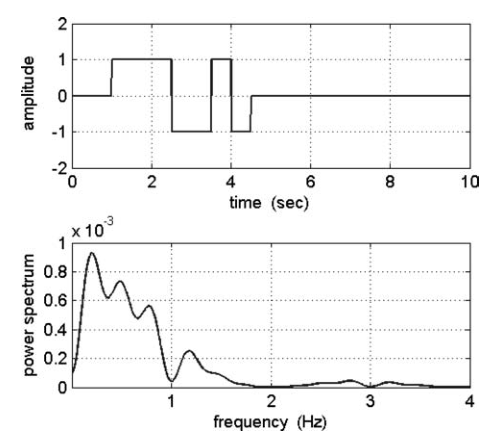 2
1
0
-1
-2
amplitude
0 2 4 6 8 10
time (sec)
x 10-3
1
0.8
0.6
0.4
0.2
0
power spectrum
1 2 3 4
frequency (Hz)